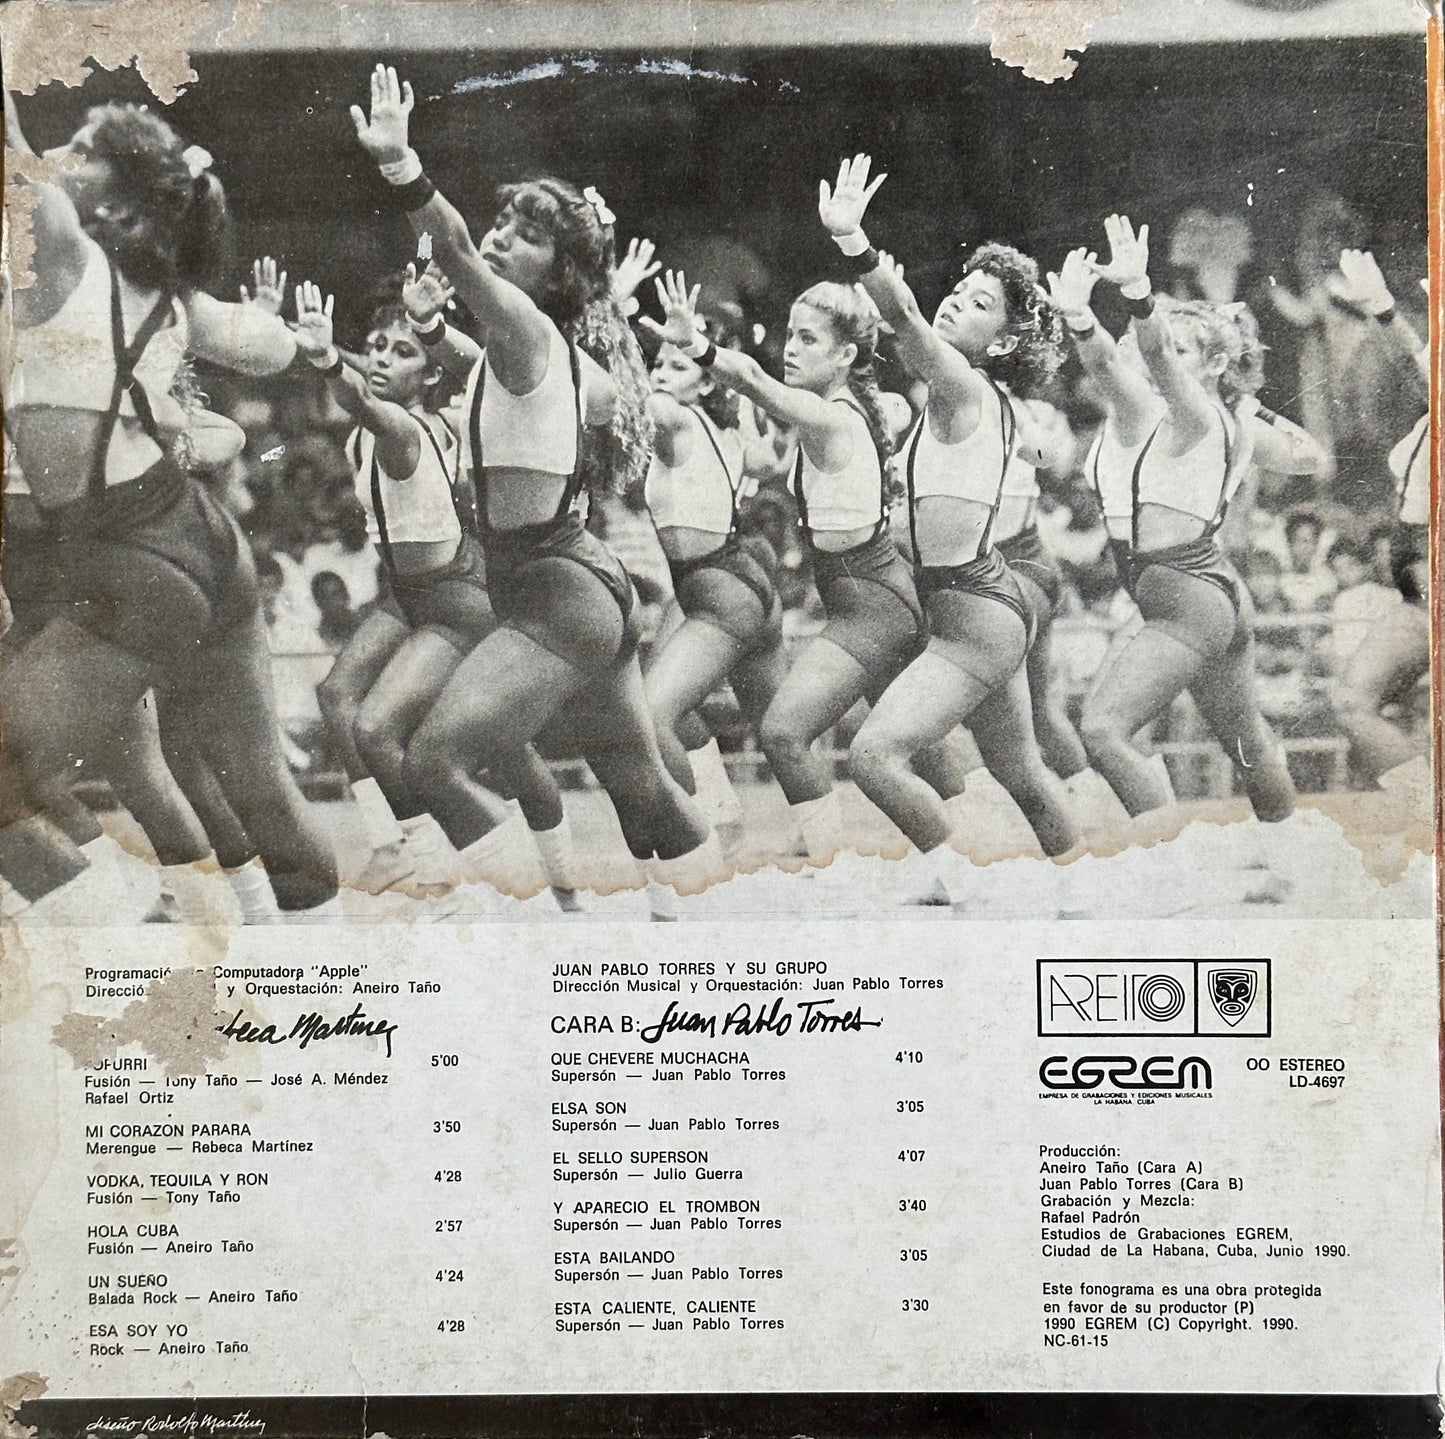 Programació Computadora "Apple"
Direcció y Orquestación: Aneiro Taño
Martínez
POPURRI 5'00
Fusión — Tony Taño — José A. Méndez
Rafael Ortiz
MI CORAZON PARARA 3'50
Merengue — Rebeca Martínez
VODKA, TEQUILA Y RON 4'28
Fusión — Tony Taño
HOLA CUBA 2'57
Fusión — Aneiro Taño
UN SUEÑO 4'24
Balada Rock — Aneiro Taño
ESA SOY YO 4'28
Rock — Aneiro Taño
JUAN PABLO TORRES Y SU GRUPO
Dirección Musical y Orquestación: Juan Pablo Torres
CARA B: Juan Pablo Torres
QUE CHEVERE MUCHACHA 4'10
Supersón — Juan Pablo Torres
ELSA SON 3'05
Supersón — Juan Pablo Torres
EL SELLO SUPERSON 4'07
Supersón — Julio Guerra
Y APARECIO EL TROMBON 3'40
Supersón — Juan Pablo Torres
ESTA BAILANDO 3'05
Supersón — Juan Pablo Torres
ESTA CALIENTE, CALIENTE 3'30
Supersón — Juan Pablo Torres
AREITO
EGREM
EMPRESA DE GRABACIONES Y EDICIONES MUSICALES
LA HABANA, CUBA
OO ESTEREO
LD-4697
Producción:
Aneiro Taño (Cara A)
Juan Pablo Torres (Cara B)
Grabación y Mezcla:
Rafael Padrón
Estudios de Grabaciones EGREM,
Ciudad de La Habana, Cuba, Junio 1990.
Este fonograma es una obra protegida
en favor de su productor (P)
1990 EGREM (C) Copyright. 1990.
NC-61-15
diseño Rodolfo Martínez